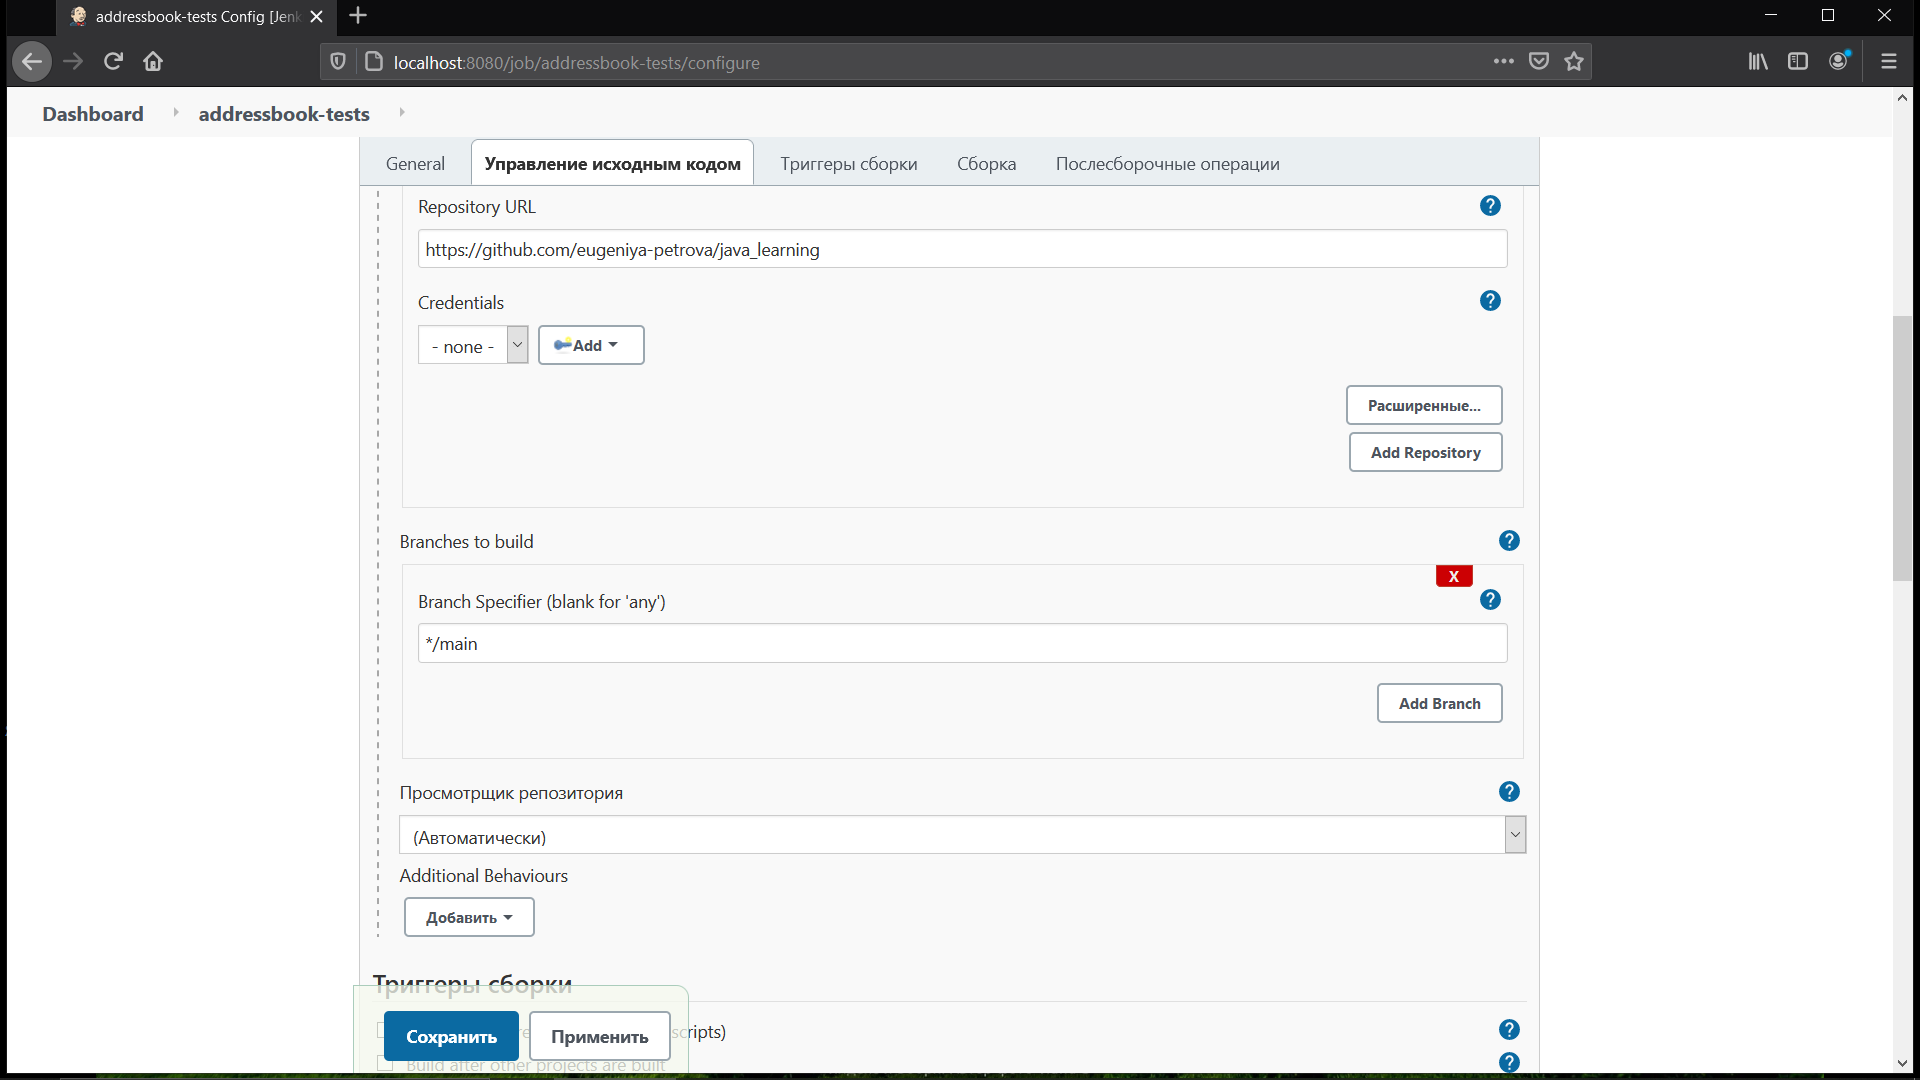 addressbook-tests Config [Jenk
localhost:8080/job/addressbook-tests/configure
Dashboard addressbook-tests
General Управление исходным кодом Триггеры сборки Сборка Послесборочные операции
Repository URL
https://github.com/eugeniya-petrova/java_learning
Credentials
- none - Add
Расширенные...
Add Repository
Branches to build
X
Branch Specifier (blank for 'any')
*/main
Add Branch
Просмотрщик репозитория
(Автоматически)
Additional Behaviours
Добавить
Триггеры сборки
scripts)
Сохранить Применить
Build after other projects are built